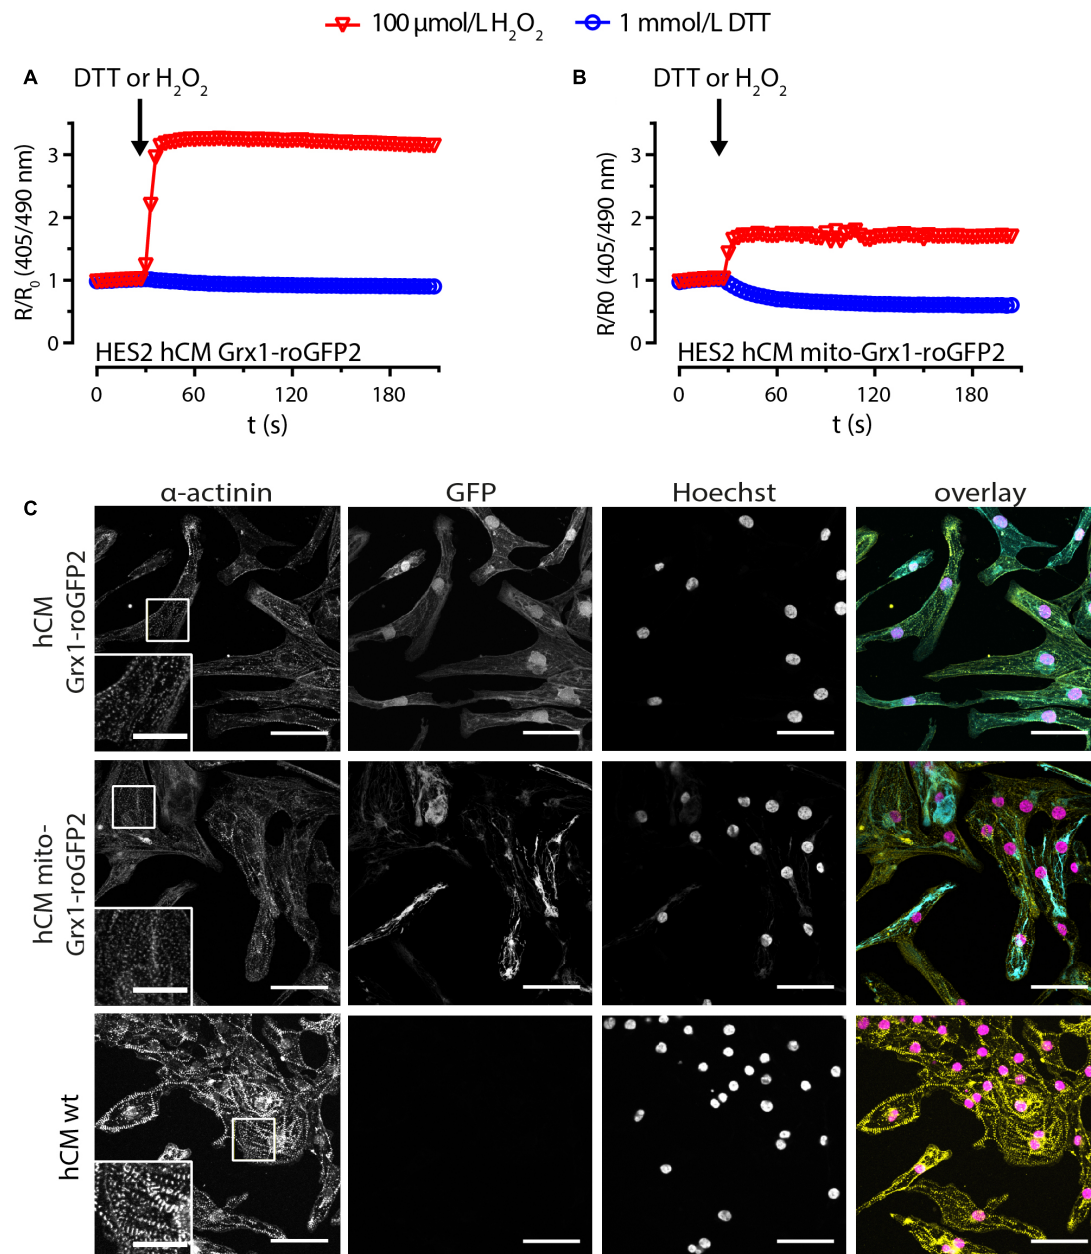 100 µmol/L H₂O₂ 1 mmol/L DTT
A
DTT or H₂O₂
R/R₀ (405/490 nm)
3
2
1
0
HES2 hCM Grx1-roGFP2
0 60 120 180
t (s)
B
DTT or H₂O₂
R/R0 (405/490 nm)
3
2
1
0
HES2 hCM mito-Grx1-roGFP2
0 60 120 180
t (s)
C
α-actinin GFP Hoechst overlay
hCM
Grx1-roGFP2
hCM mito-
Grx1-roGFP2
hCM wt